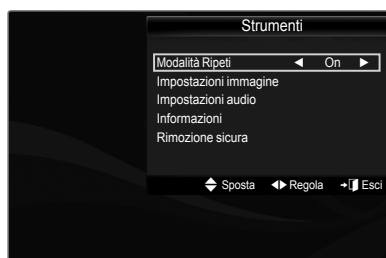 Strumenti
Modalità Ripeti ◀ On ▶
Impostazioni immagine
Impostazioni audio
Informazioni
Rimozione sicura
Sposta Regola Esci